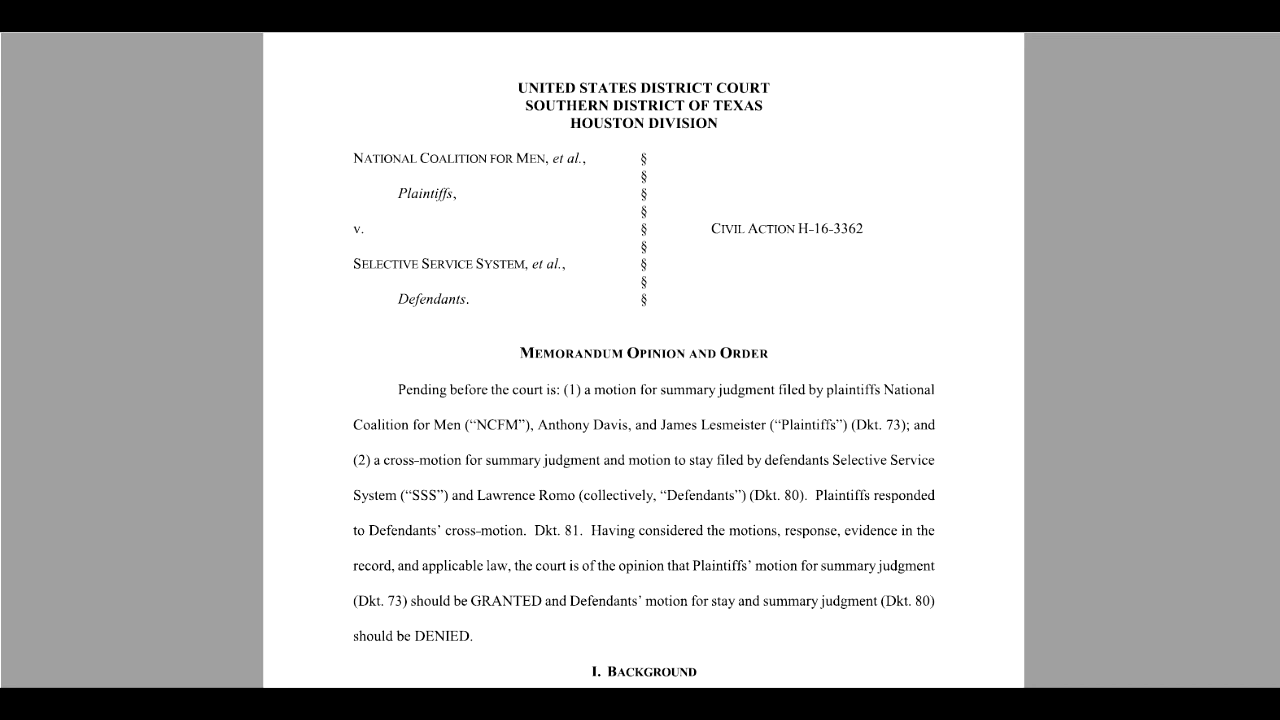 UNITED STATES DISTRICT COURT
SOUTHERN DISTRICT OF TEXAS
HOUSTON DIVISION
NATIONAL COALITION FOR MEN, et al., §
§
Plaintiffs, §
§
v. § CIVIL ACTION H-16-3362
§
SELECTIVE SERVICE SYSTEM, et al., §
§
Defendants. §
MEMORANDUM OPINION AND ORDER
Pending before the court is: (1) a motion for summary judgment filed by plaintiffs National
Coalition for Men (“NCFM”), Anthony Davis, and James Lesmeister (“Plaintiffs”) (Dkt. 73); and
(2) a cross-motion for summary judgment and motion to stay filed by defendants Selective Service
System (“SSS”) and Lawrence Romo (collectively, “Defendants”) (Dkt. 80). Plaintiffs responded
to Defendants’ cross-motion. Dkt. 81. Having considered the motions, response, evidence in the
record, and applicable law, the court is of the opinion that Plaintiffs’ motion for summary judgment
(Dkt. 73) should be GRANTED and Defendants’ motion for stay and summary judgment (Dkt. 80)
should be DENIED.
I. BACKGROUND